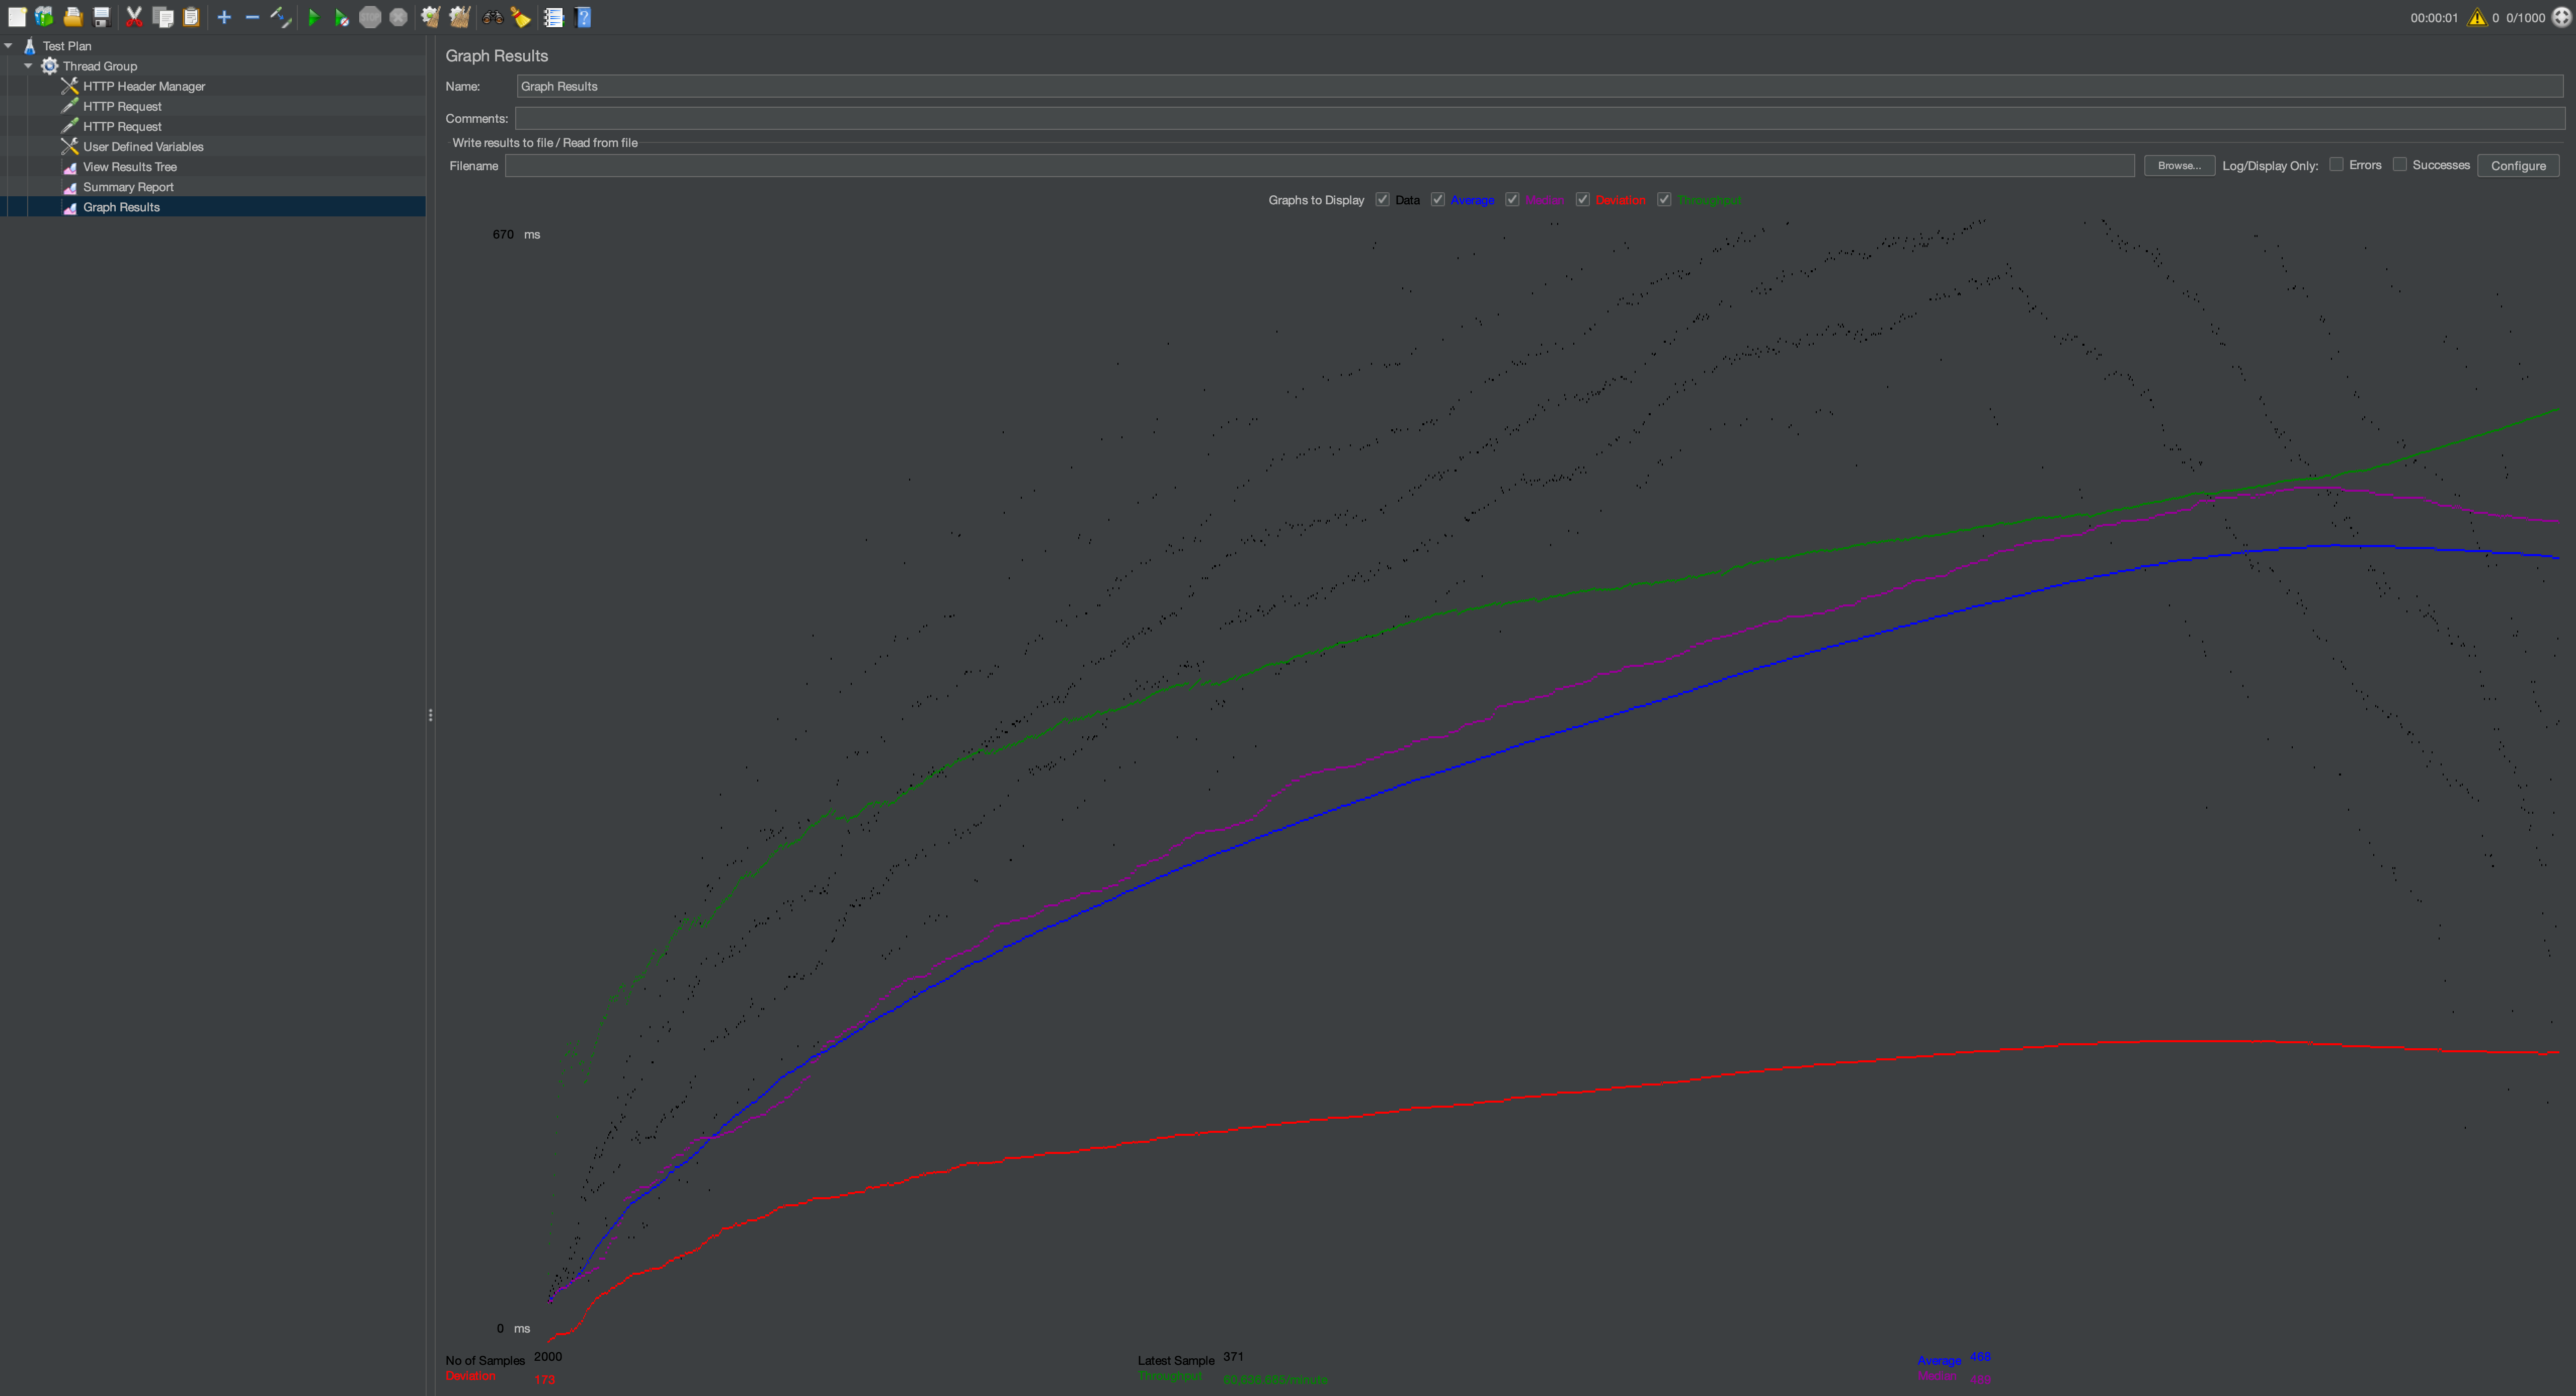 00:00:01 0 0/1000
Test Plan
Thread Group
HTTP Header Manager
HTTP Request
HTTP Request
User Defined Variables
View Results Tree
Summary Report
Graph Results
Graph Results
Name: Graph Results
Comments:
Write results to file / Read from file
Filename Browse... Log/Display Only: Errors Successes Configure
Graphs to Display Data Average Median Deviation Throughput
670 ms
0 ms
No of Samples 2000 Latest Sample 371 Average 468
Deviation 173 Throughput 60,836.685/minute Median